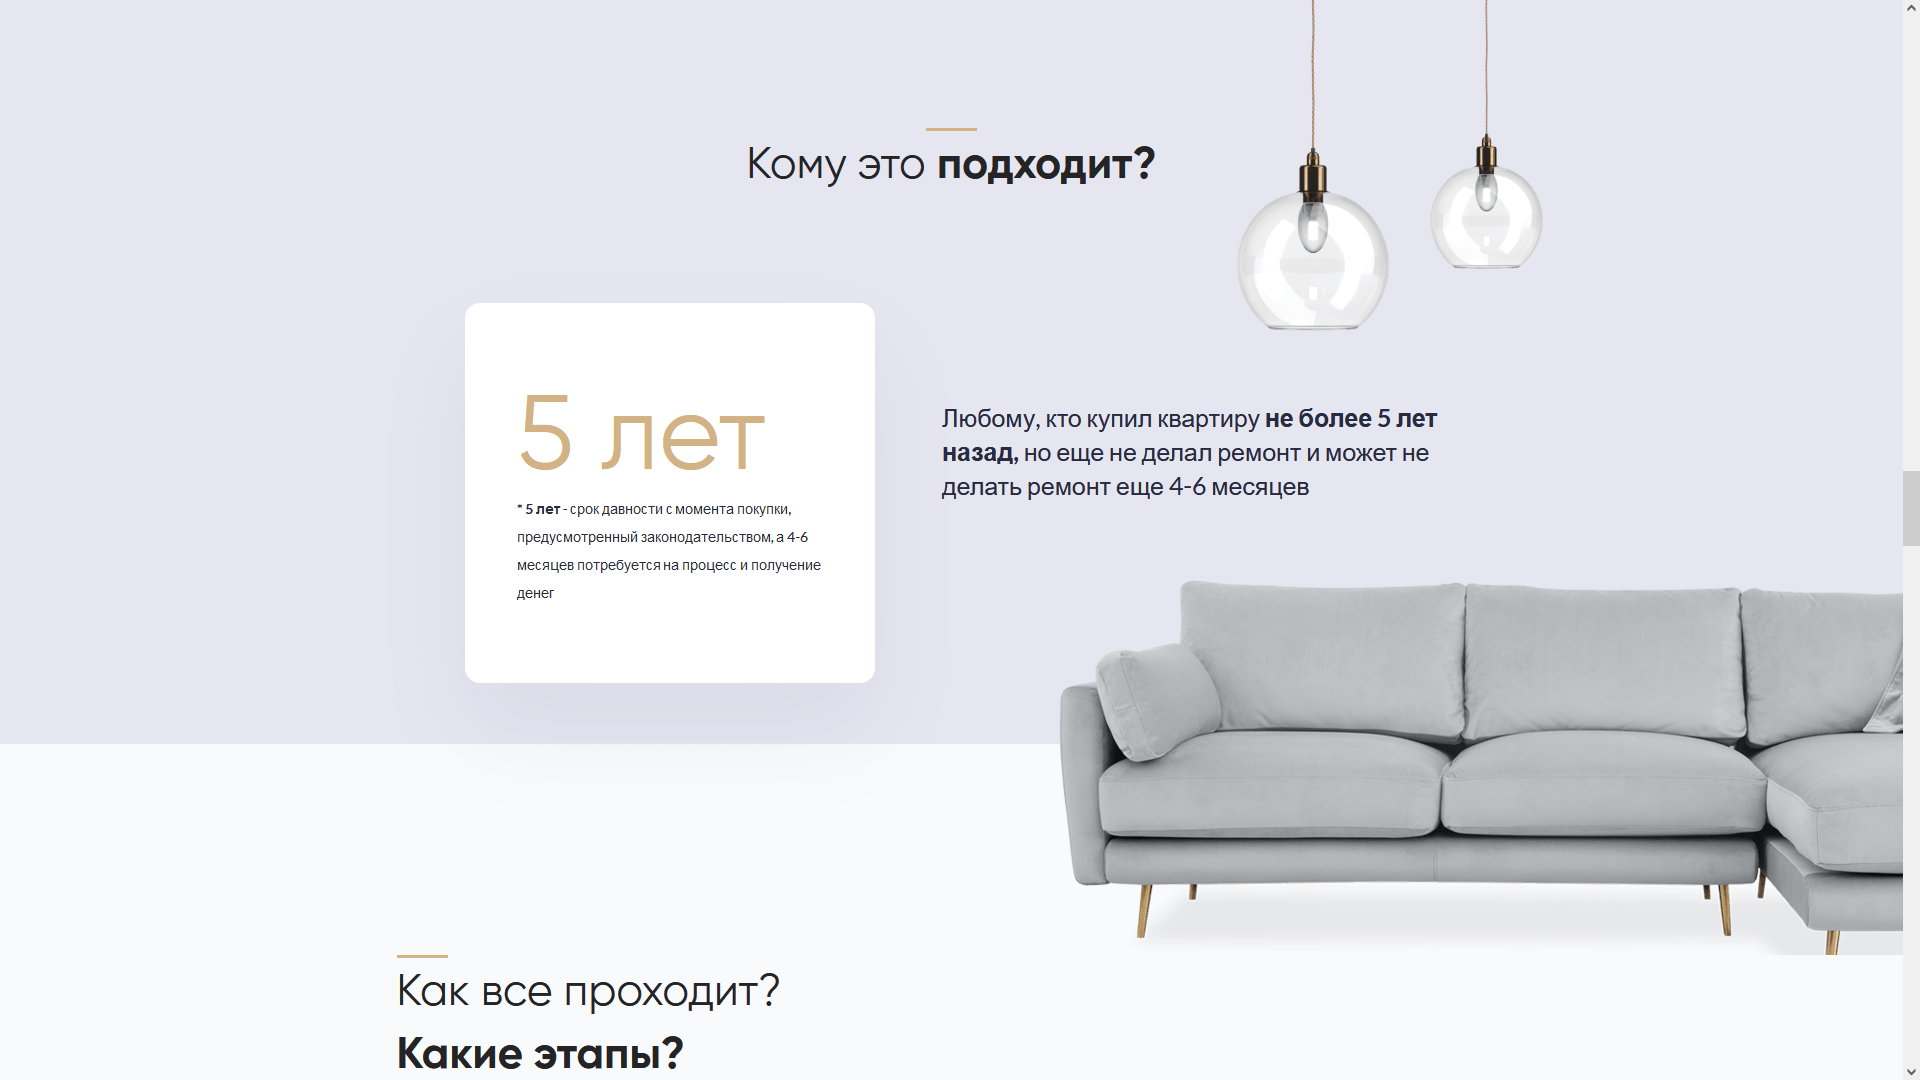 Кому это подходит?
5 лет
* 5 лет - срок давности с момента покупки,
предусмотренный законодательством, а 4-6
месяцев потребуется на процесс и получение
денег
Любому, кто купил квартиру не более 5 лет
назад, но еще не делал ремонт и может не
делать ремонт еще 4-6 месяцев
Как все проходит?
Какие этапы?